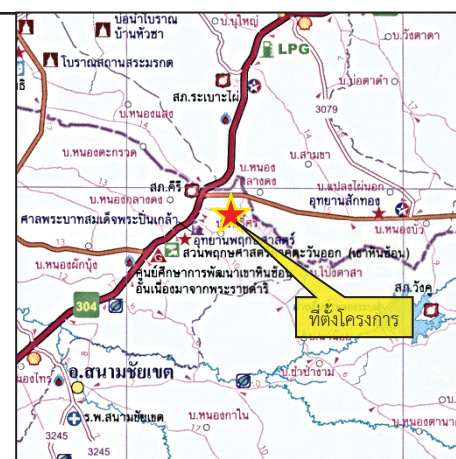 บ่อน้ำโบราณ
บ้านหัวซา
บ.บุใหญ่
บ.วังตาดา
LPG
โบราณสถานสระมรกต
สภ.ระเบาะไผ่
บ.บ่อตาดำ
3079
บ.หนองแสง
บ.หนองตะกรวด
บ.สามขา
บ.หนอง
กลางดง
สภ.คีรี
บ.หนองกลางดง
บ.แปลงไผ่นอก
อุทยานลักทอง
ศาลพระบาทสมเด็จพระปิ่นเกล้า
บ.หนองบัว
อุทยานพฤกษาศาสตร์
สวนพฤกษศาสตร์ภาคตะวันออก (เขาหินซ้อน)
บ.หนองผักบุ้ง
ศูนย์ศึกษาการพัฒนาเขาหินซ้อน
บ.โป่งตาสา
อันเนื่องมาจากพระราชดำริ
สภ.วังคู
304
ที่ตั้งโครงการ
อ.สนามชัยเขต
บ.ชำขำงาม
ร.พ.สนามชัยเขต
บ.หนองกาใน
3245
3245